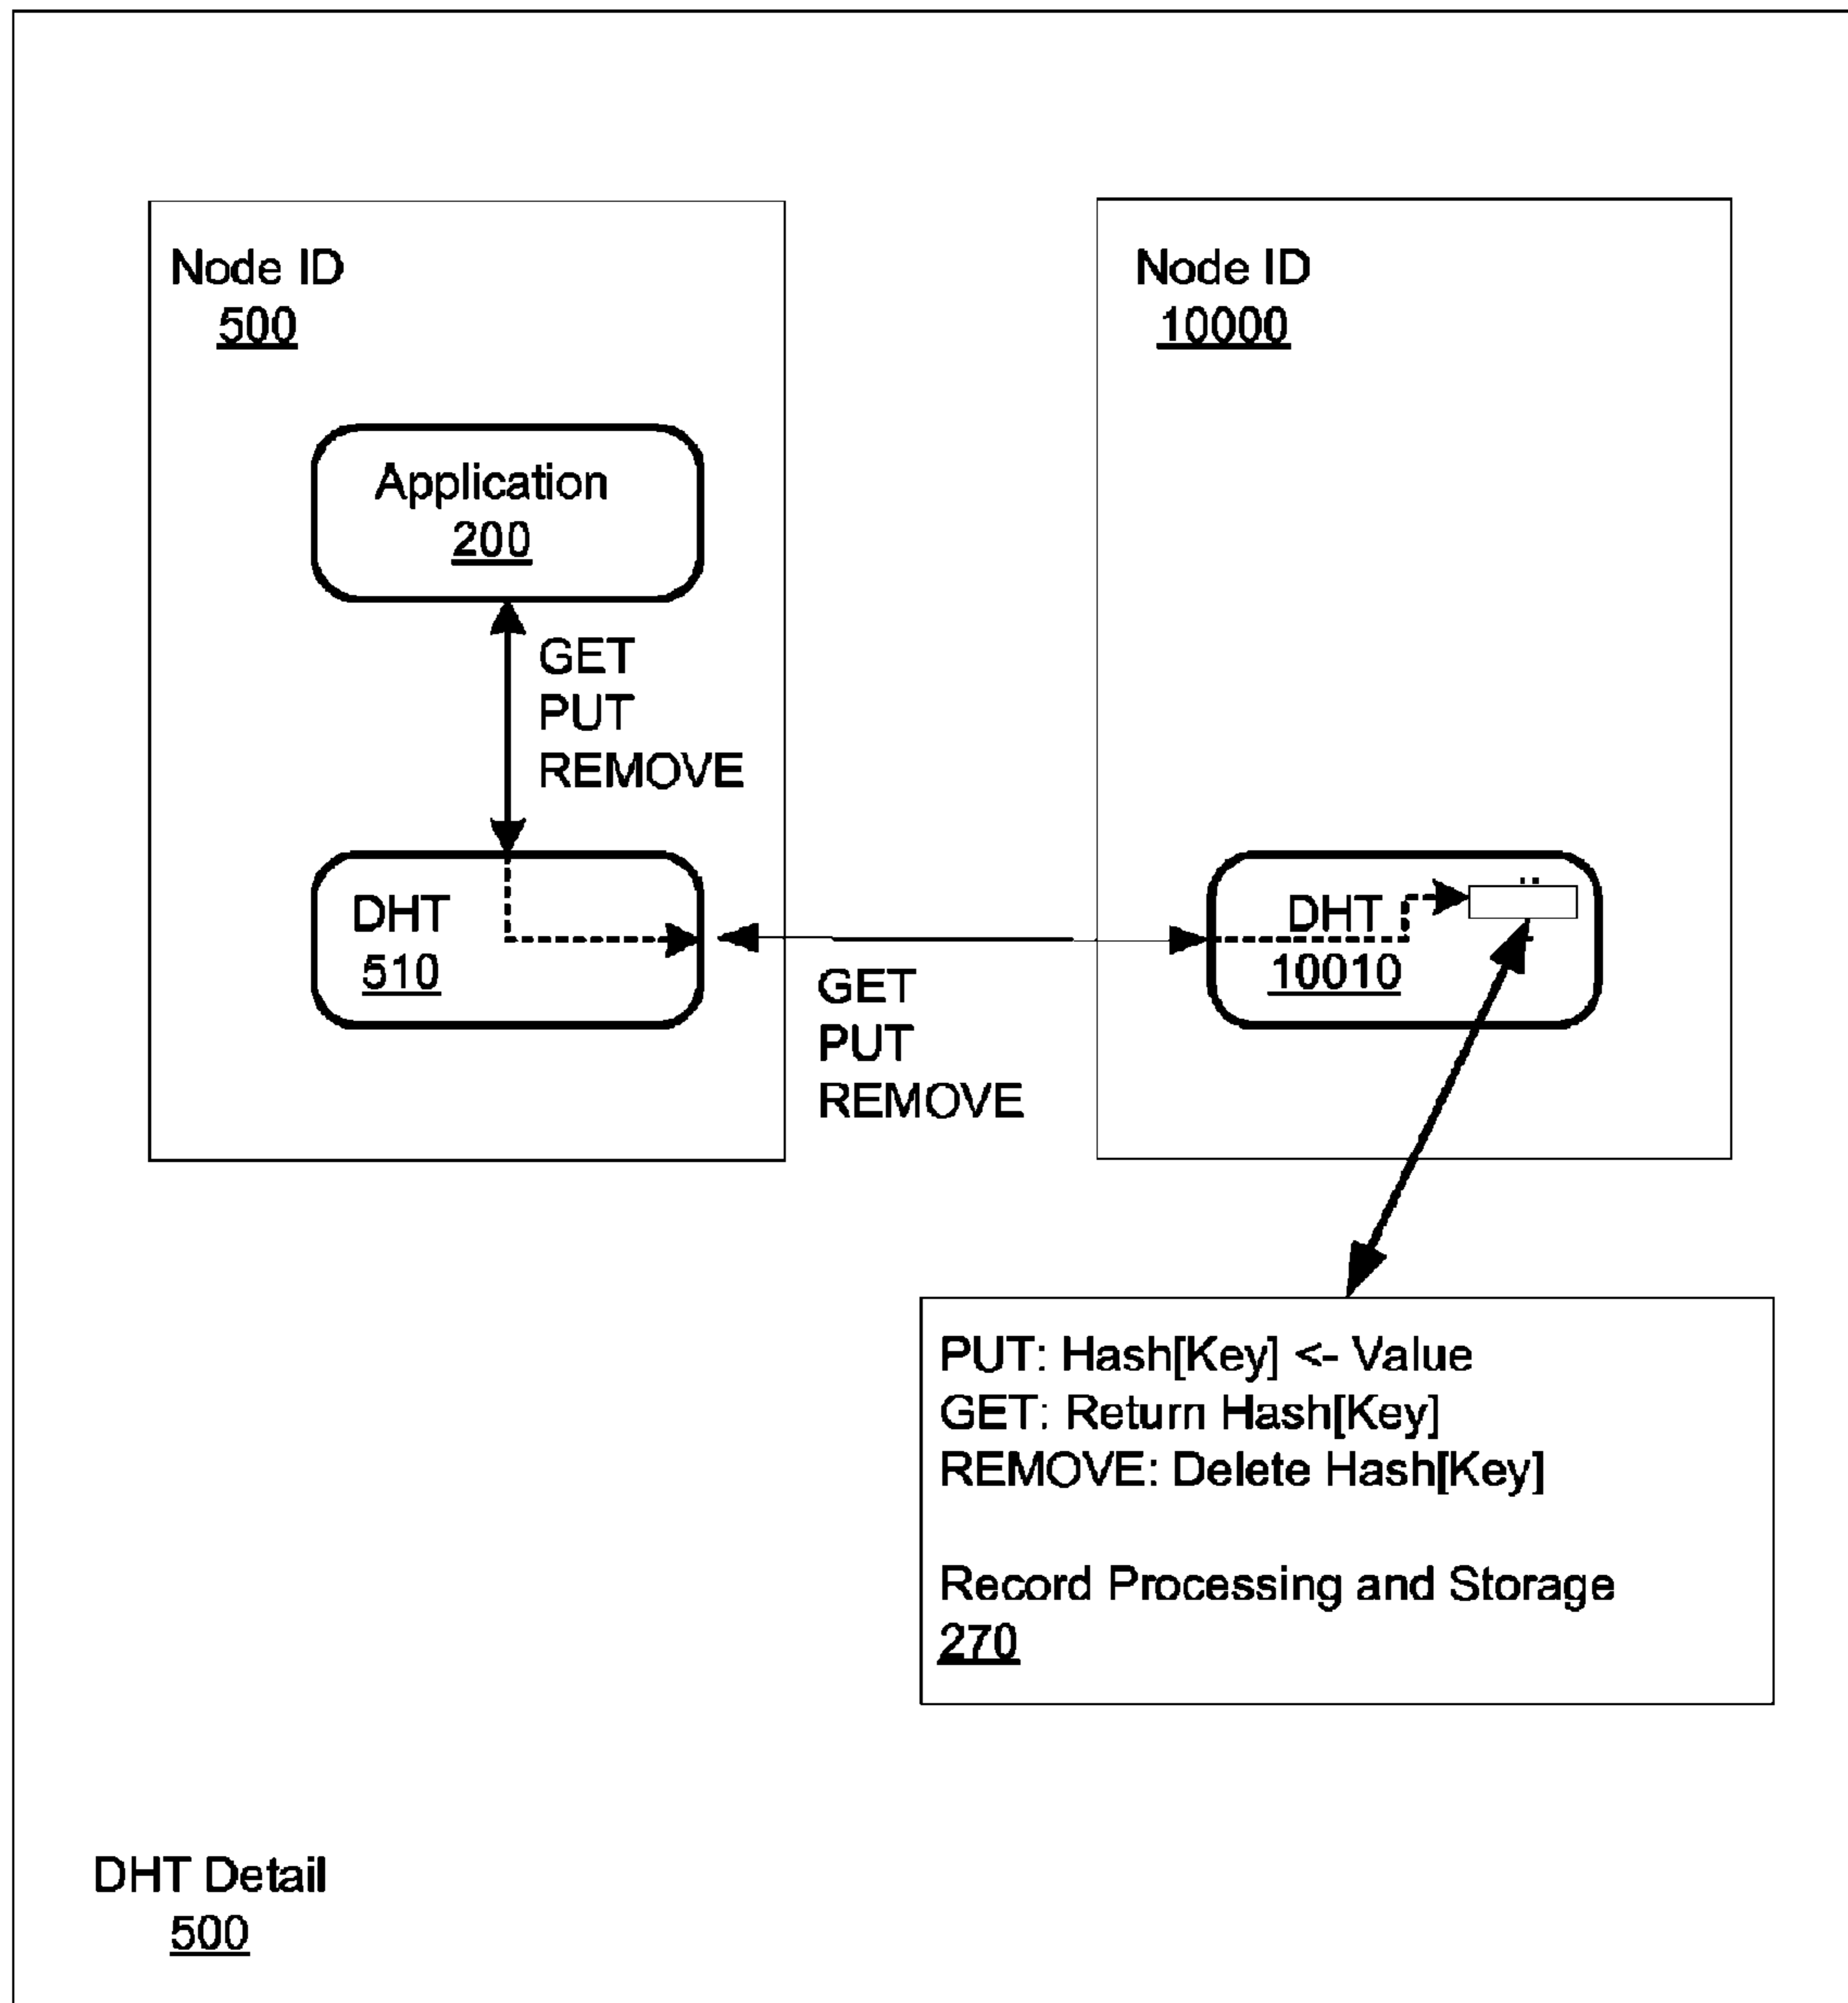 Node ID
500
Node ID
10000
Application
200
GET
PUT
REMOVE
DHT
510
GET
PUT
REMOVE
DHT
10010
PUT: Hash[Key] <- Value
GET: Return Hash[Key]
REMOVE: Delete Hash[Key]
Record Processing and Storage
270
DHT Detail
500